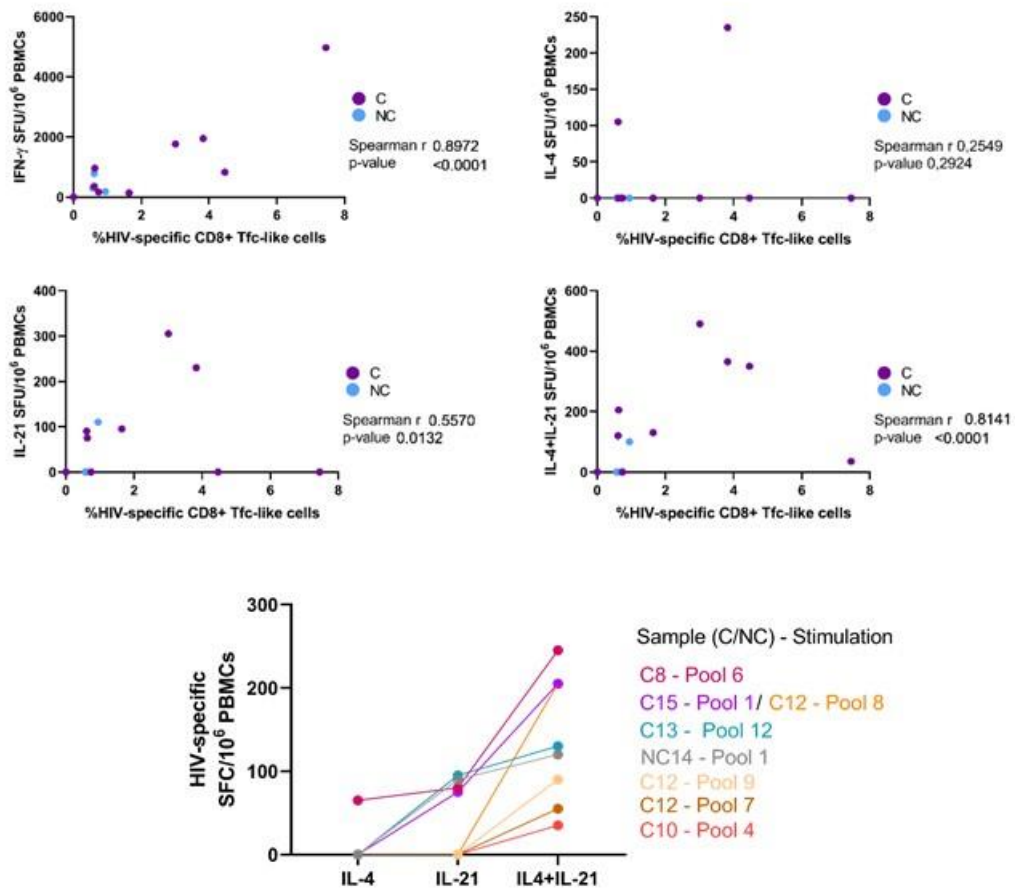 6000
4000
2000
0
0
2
4
6
8
IFN-γ SFU/10⁶ PBMCs
%HIV-specific CD8+ Tfc-like cells
C
NC
Spearman r 0.8972
p-value <0.0001
250
200
150
100
50
0
0
2
4
6
8
IL-4 SFU/10⁶ PBMCs
%HIV-specific CD8+ Tfc-like cells
C
NC
Spearman r 0,2549
p-value 0,2924
400
300
200
100
0
0
2
4
6
8
IL-21 SFU/10⁶ PBMCs
%HIV-specific CD8+ Tfc-like cells
C
NC
Spearman r 0.5570
p-value 0.0132
600
400
200
0
0
2
4
6
8
IL-4+IL-21 SFU/10⁶ PBMCs
%HIV-specific CD8+ Tfc-like cells
C
NC
Spearman r 0.8141
p-value <0.0001
300
200
100
0
HIV-specific
SFC/10⁶ PBMCs
IL-4
IL-21
IL4+IL-21
Sample (C/NC) - Stimulation
C8 - Pool 6
C15 - Pool 1/ C12 - Pool 8
C13 - Pool 12
NC14 - Pool 1
C12 - Pool 9
C12 - Pool 7
C10 - Pool 4